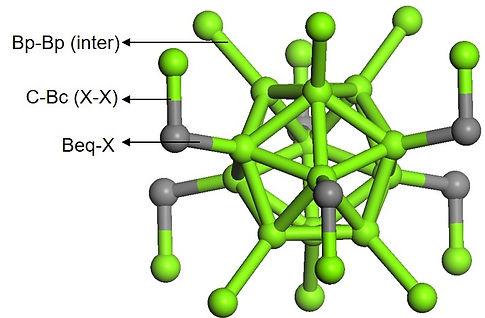 Bp-Bp (inter)
C-Bc (X-X)
Beq-X